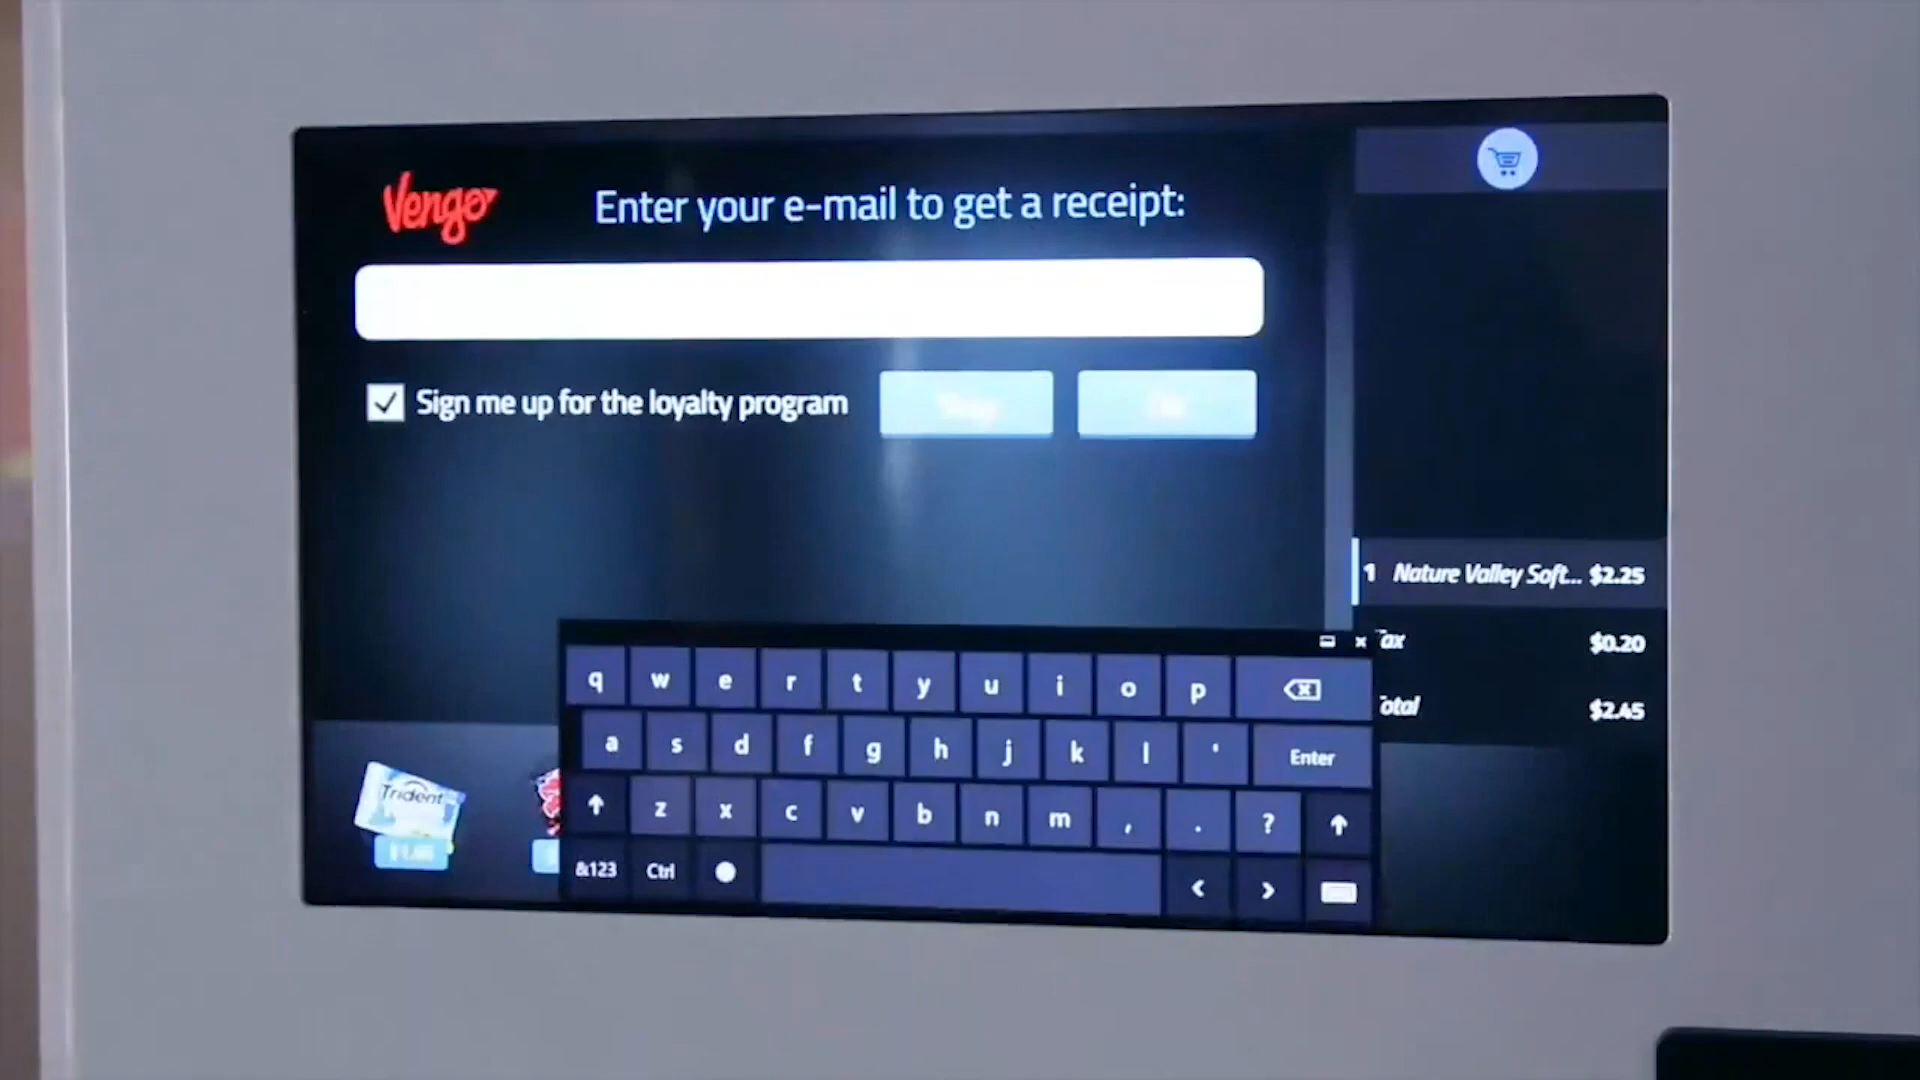 Vengo
Enter your e-mail to get a receipt:
Sign me up for the loyalty program
1 Nature Valley Soft... $2.25
Tax $0.20
Total $2.45
Trident
q w e r t y u i o p
a s d f g h j k l ' Enter
z x c v b n m , . ?
&123 Ctrl < >